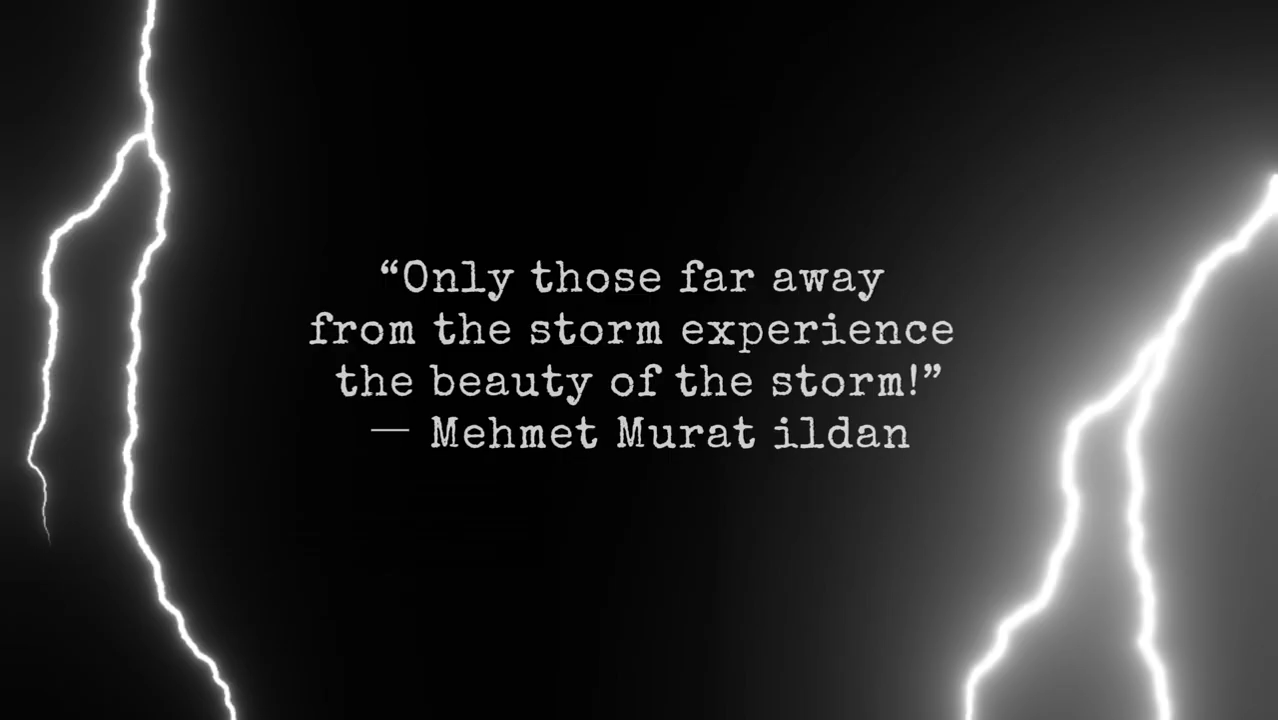 “Only those far away
from the storm experience
the beauty of the storm!”
— Mehmet Murat ildan